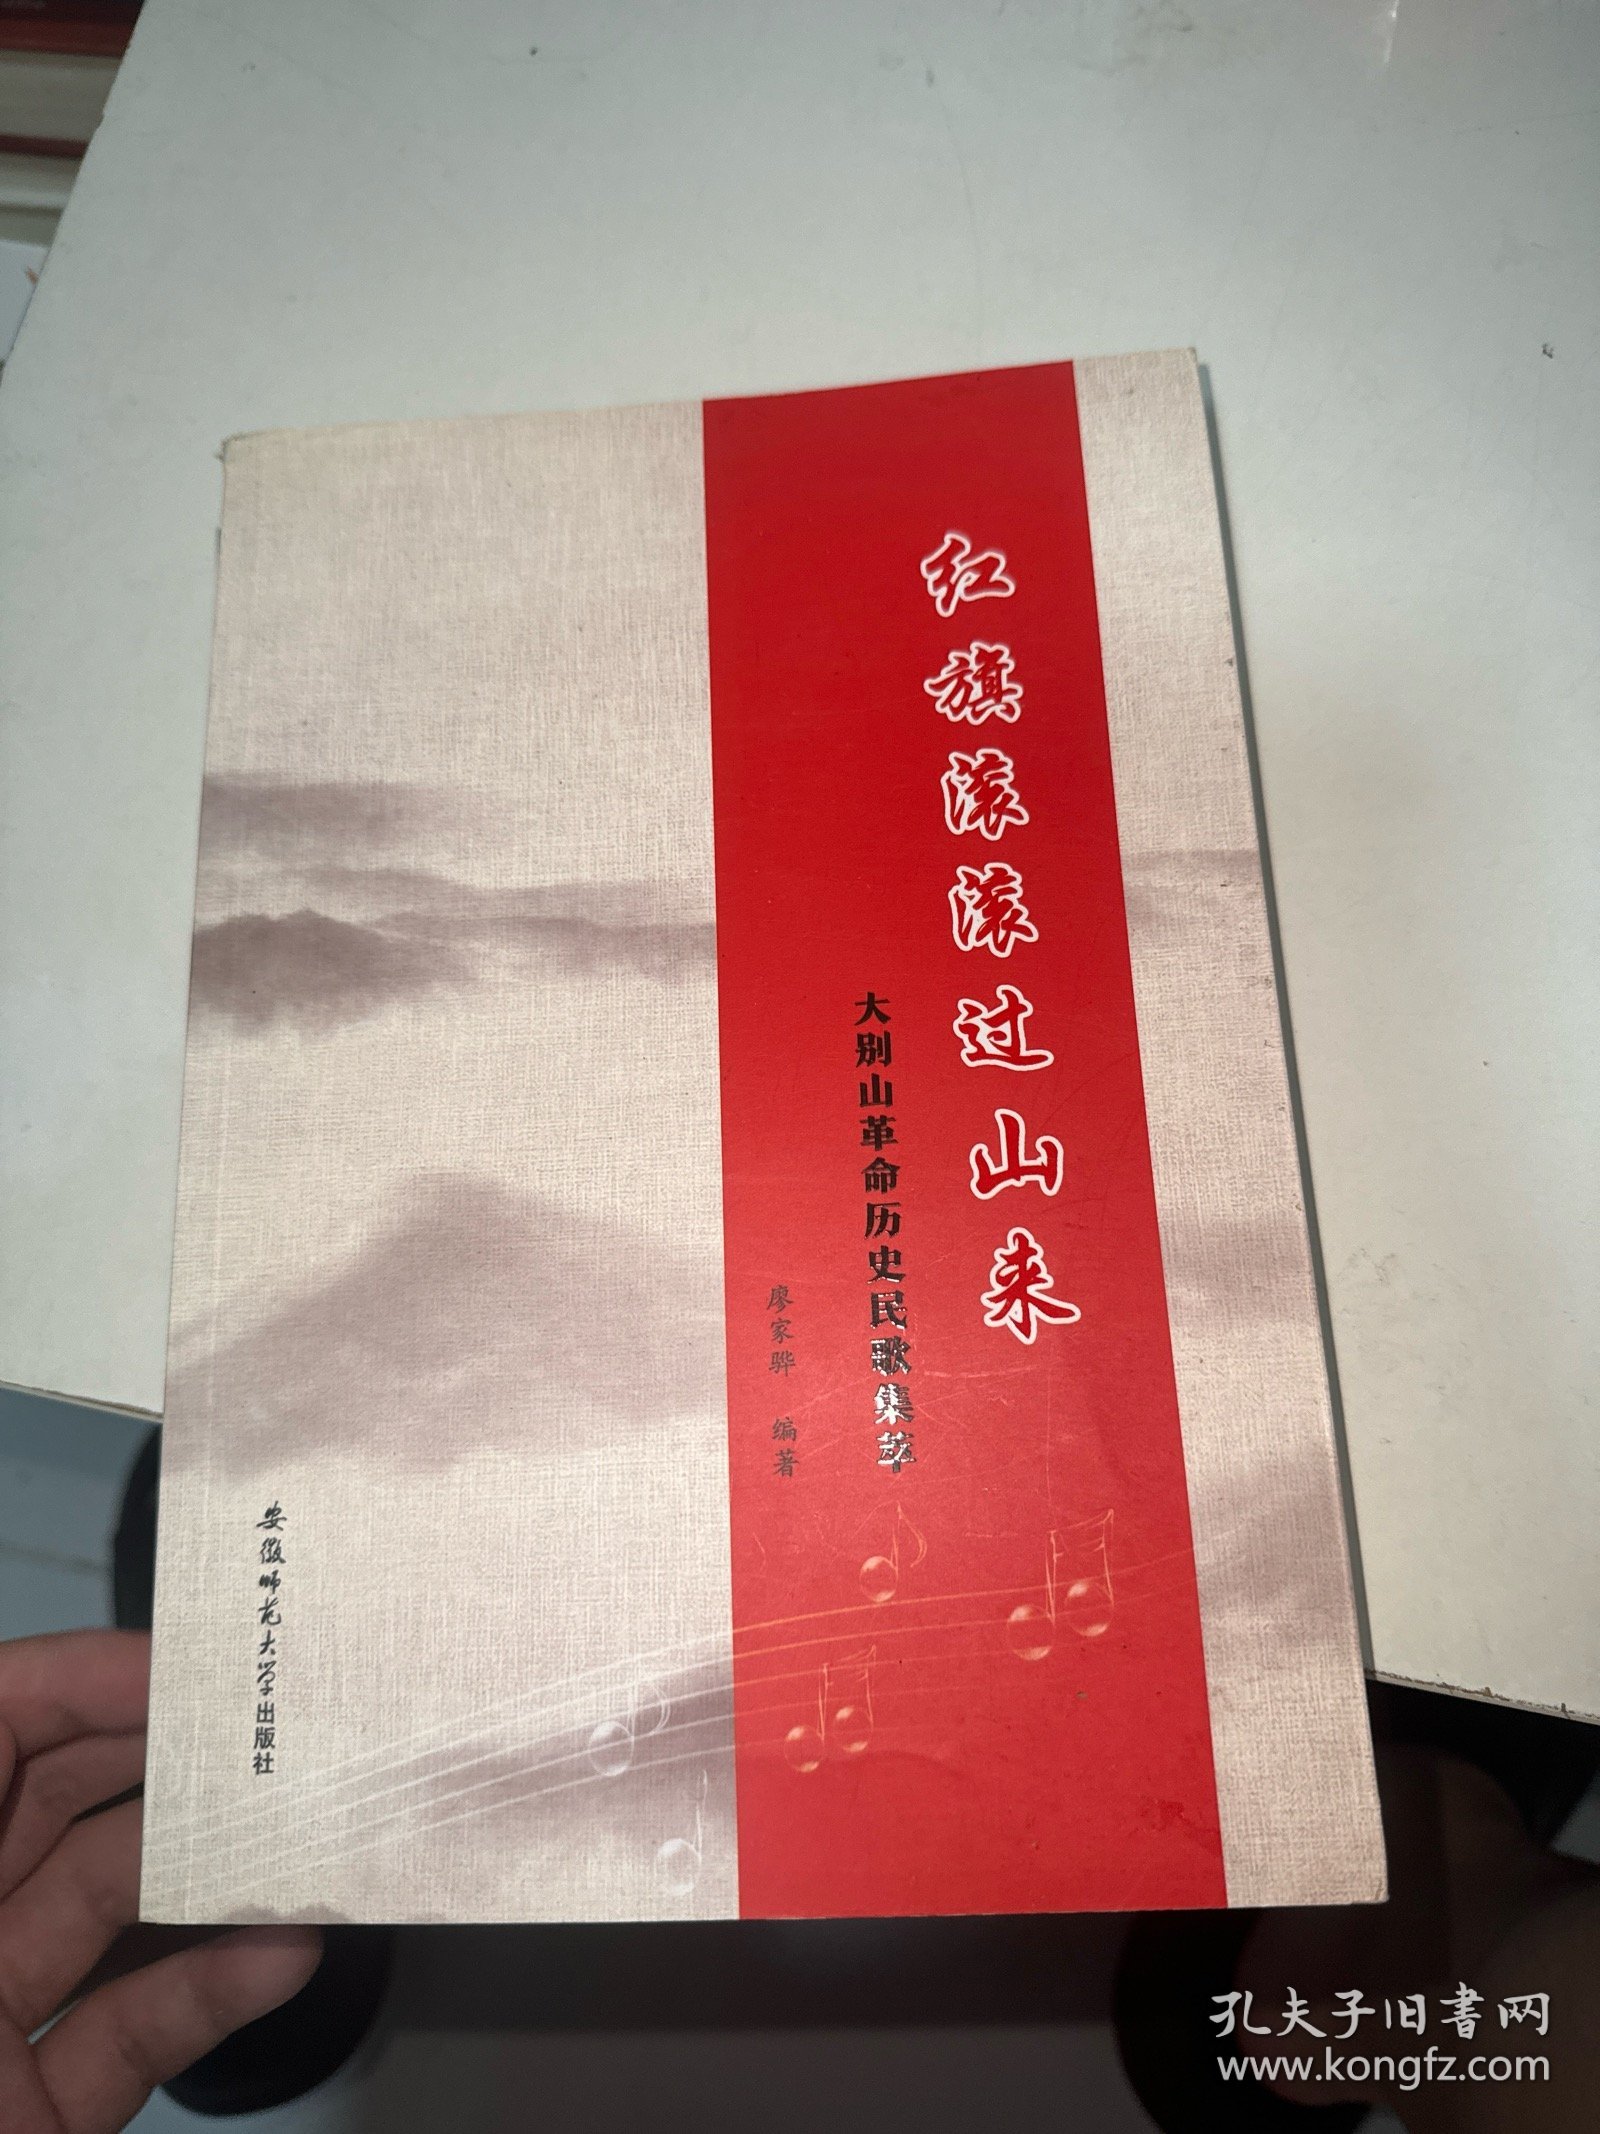 红旗滚滚过山来
大别山革命历史民歌集萃
廖家骅 编著
安徽师范大学出版社
孔夫子旧书网
www.kongfz.com